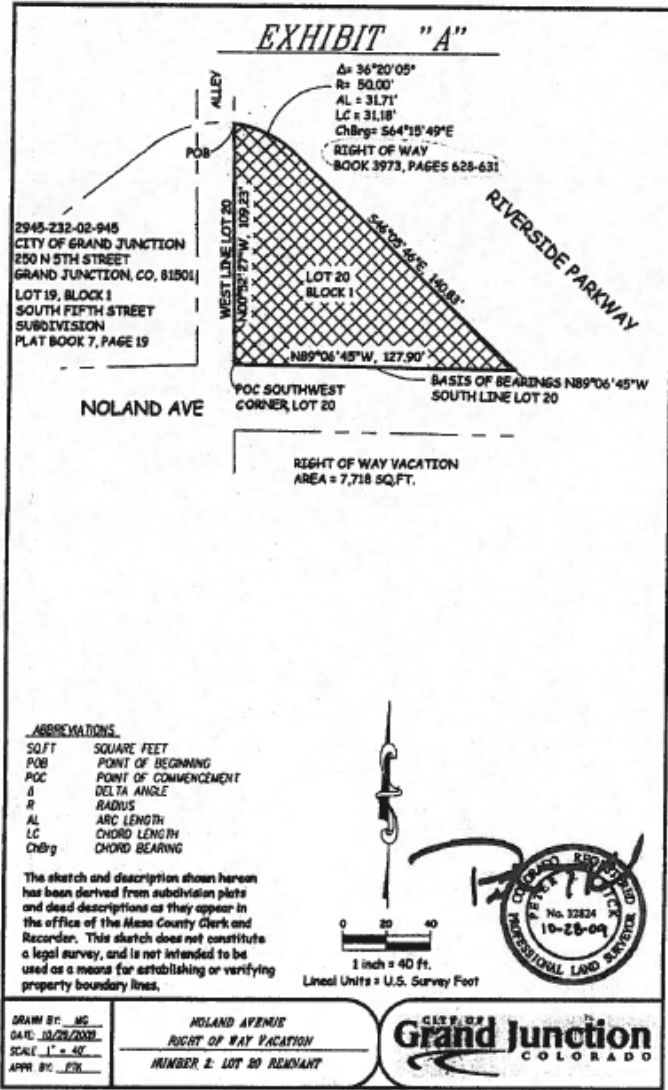 EXHIBIT "A"
Δ= 36°20'05"
R= 50.00'
AL = 31.71'
LC = 31.18'
ChBrg= S64°15'49"E
RIGHT OF WAY
BOOK 3973, PAGES 628-631
ALLEY
POB
RIVERSIDE PARKWAY
2945-232-02-945
CITY OF GRAND JUNCTION
250 N 5TH STREET
GRAND JUNCTION, CO, 81501
LOT 19, BLOCK 1
SOUTH FIFTH STREET
SUBDIVISION
PLAT BOOK 7, PAGE 19
WEST LINE LOT 20
N00°52'27"W, 109.23'
S46°05'46"E, 140.83'
LOT 20
BLOCK 1
N89°06'45"W, 127.90'
BASIS OF BEARINGS N89°06'45"W
SOUTH LINE LOT 20
POC SOUTHWEST
CORNER, LOT 20
NOLAND AVE
RIGHT OF WAY VACATION
AREA = 7,718 SQ.FT.
ABBREVIATIONS
SQ.FT SQUARE FEET
POB POINT OF BEGINNING
POC POINT OF COMMENCEMENT
Δ DELTA ANGLE
R RADIUS
AL ARC LENGTH
LC CHORD LENGTH
ChBrg CHORD BEARING
The sketch and description shown hereon
has been derived from subdivision plats
and deed descriptions as they appear in
the office of the Mesa County Clerk and
Recorder. This sketch does not constitute
a legal survey, and is not intended to be
used as a means for establishing or verifying
property boundary lines.
0 20 40
1 inch = 40 ft.
Lineal Units = U.S. Survey Foot
COLORADO REGISTERED
PETER
No. 32824
10-28-09
PROFESSIONAL LAND SURVEYOR
DRAWN BY: MG
DATE: 10/28/2009
SCALE: 1" = 40'
APPR. BY: PTK
NOLAND AVENUE
RIGHT OF WAY VACATION
NUMBER 2: LOT 20 REMNANT
CITY OF
Grand Junction
COLORADO